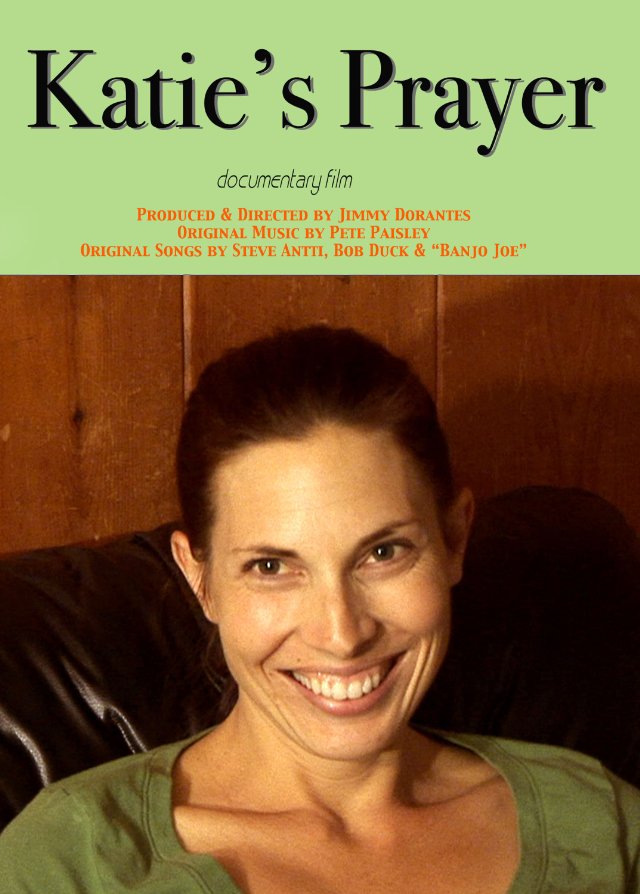 Katie’s Prayer
documentary film
Produced & Directed by Jimmy Dorantes
Original Music by Pete Paisley
Original Songs by Steve Antti, Bob Duck & “Banjo Joe”